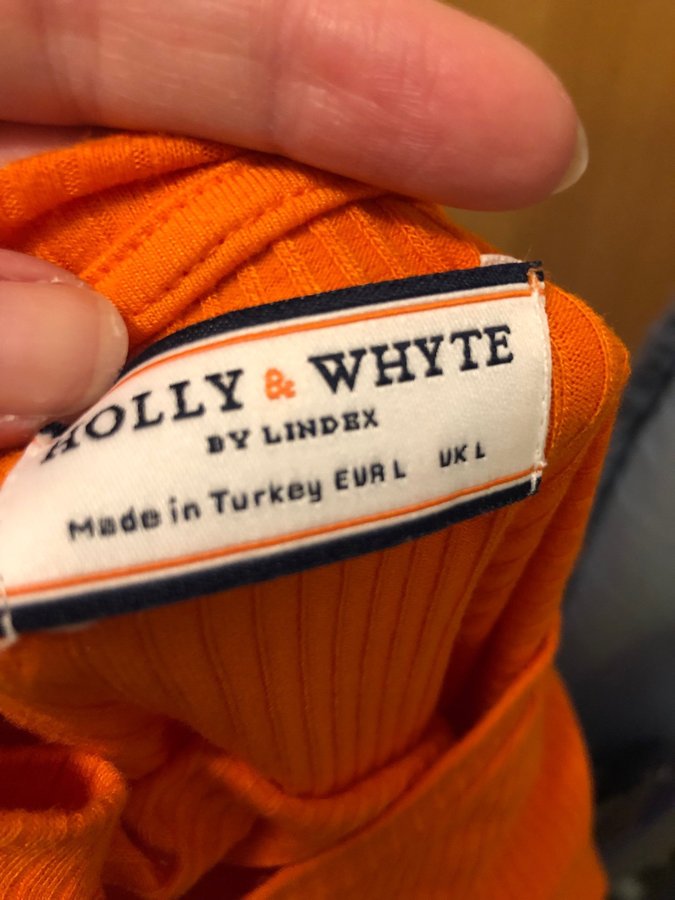 HOLLY & WHYTE
BY LINDEX
Made in Turkey EUR L UK L